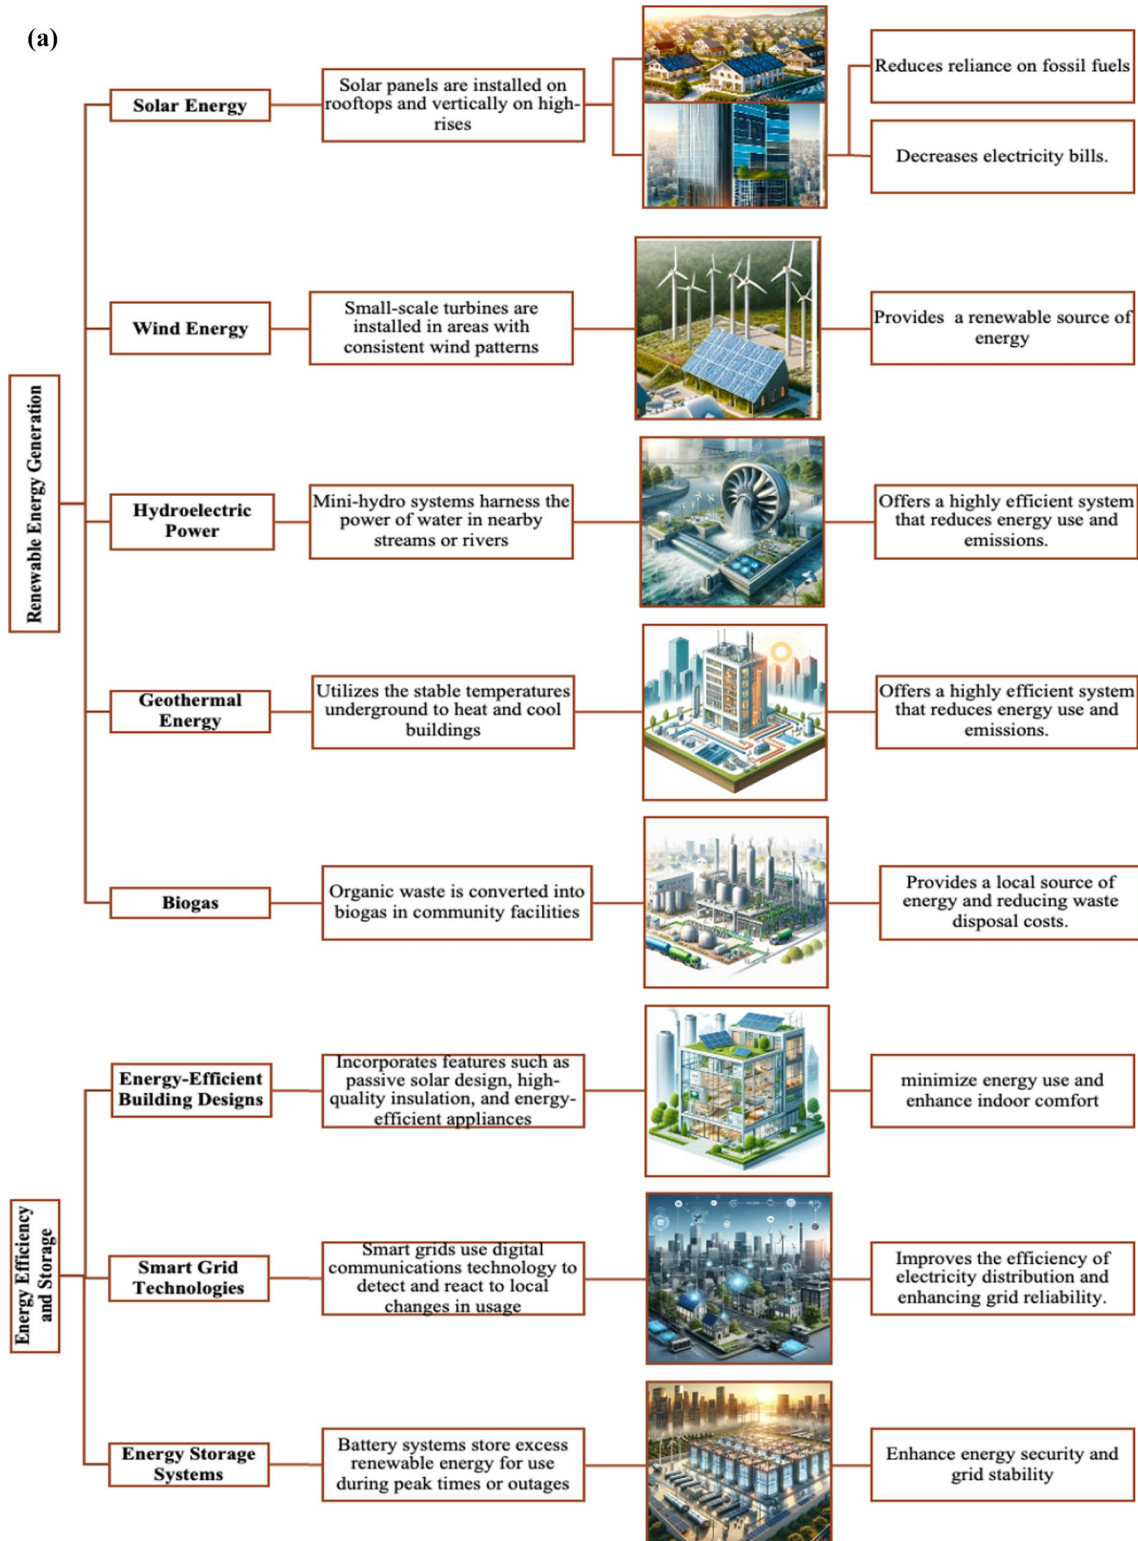 (a)
Renewable Energy Generation
Solar Energy
Solar panels are installed on
rooftops and vertically on high-
rises
Reduces reliance on fossil fuels
Decreases electricity bills.
Wind Energy
Small-scale turbines are
installed in areas with
consistent wind patterns
Provides a renewable source of
energy
Hydroelectric
Power
Mini-hydro systems harness the
power of water in nearby
streams or rivers
Offers a highly efficient system
that reduces energy use and
emissions.
Geothermal
Energy
Utilizes the stable temperatures
underground to heat and cool
buildings
Offers a highly efficient system
that reduces energy use and
emissions.
Biogas
Organic waste is converted into
biogas in community facilities
Provides a local source of
energy and reducing waste
disposal costs.
Energy Efficiency
and Storage
Energy-Efficient
Building Designs
Incorporates features such as
passive solar design, high-
quality insulation, and energy-
efficient appliances
minimize energy use and
enhance indoor comfort
Smart Grid
Technologies
Smart grids use digital
communications technology to
detect and react to local
changes in usage
Improves the efficiency of
electricity distribution and
enhancing grid reliability.
Energy Storage
Systems
Battery systems store excess
renewable energy for use
during peak times or outages
Enhance energy security and
grid stability